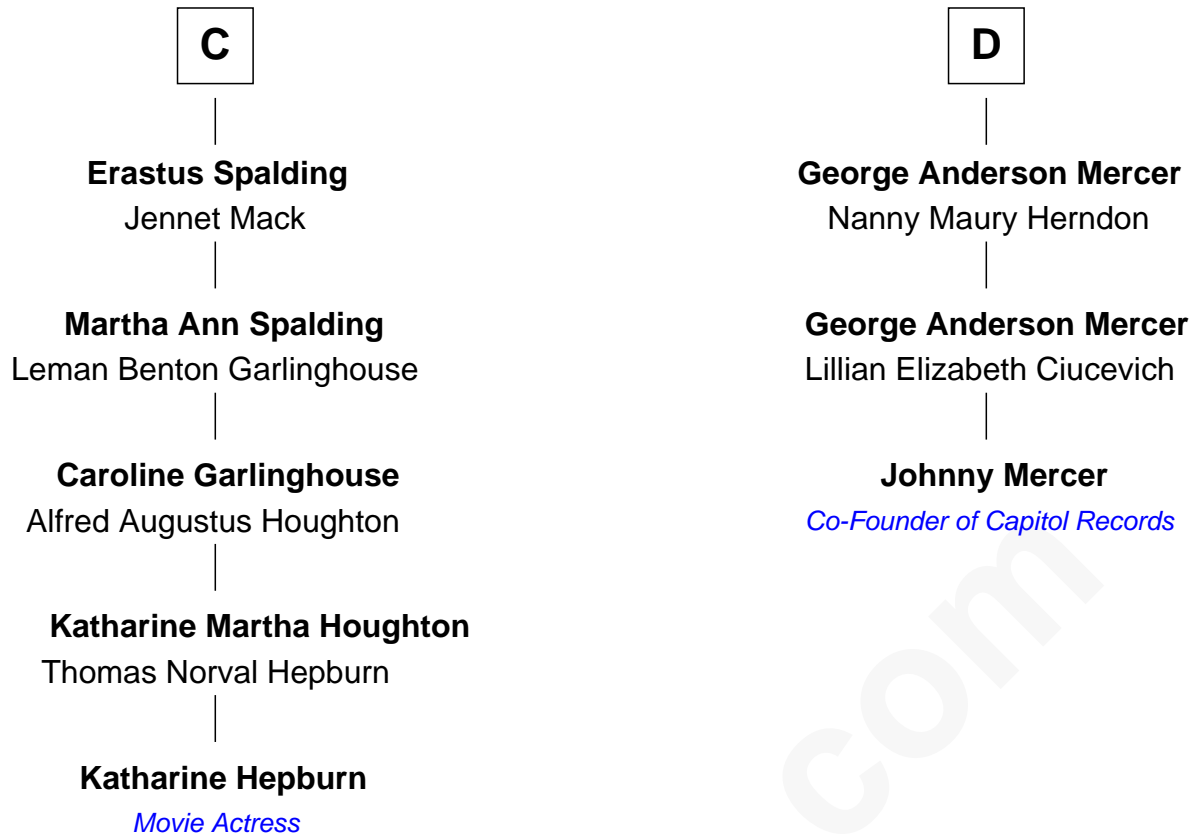 C
Erastus Spalding
Jennet Mack
Martha Ann Spalding
Leman Benton Garlinghouse
Caroline Garlinghouse
Alfred Augustus Houghton
Katharine Martha Houghton
Thomas Norval Hepburn
Katharine Hepburn
Movie Actress
D
George Anderson Mercer
Nanny Maury Herndon
George Anderson Mercer
Lillian Elizabeth Ciucevich
Johnny Mercer
Co-Founder of Capitol Records
com